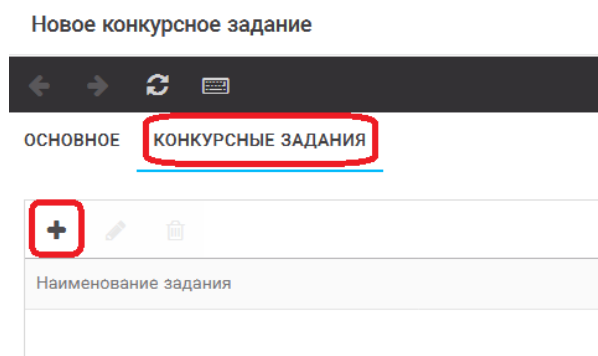 Новое конкурсное задание
ОСНОВНОЕ КОНКУРСНЫЕ ЗАДАНИЯ
Наименование задания